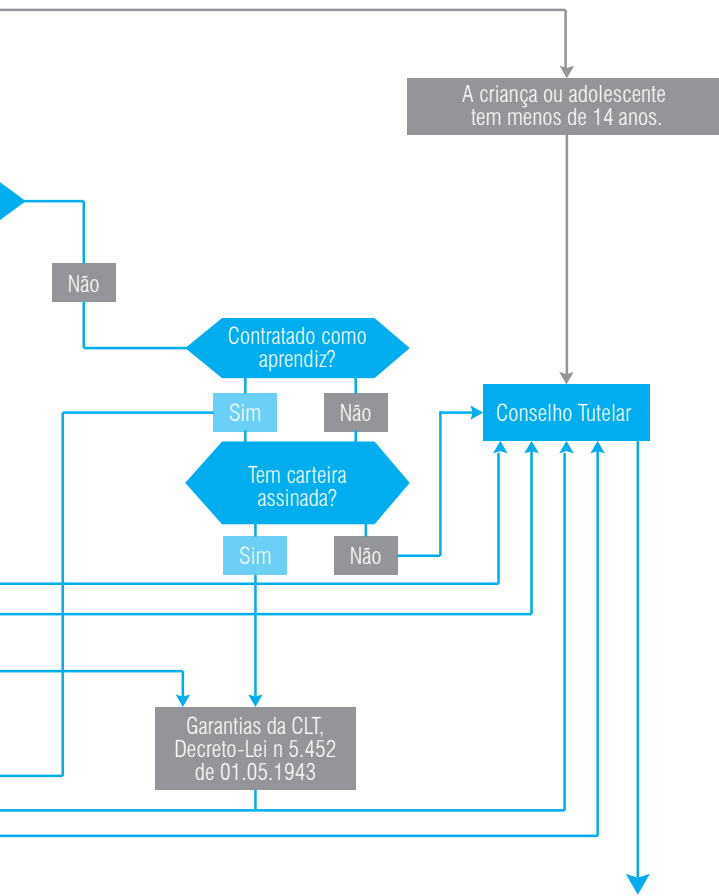 A criança ou adolescente
tem menos de 14 anos.
Não
Contratado como
aprendiz?
Sim
Não
Conselho Tutelar
Tem carteira
assinada?
Sim
Não
Garantias da CLT,
Decreto-Lei n 5.452
de 01.05.1943